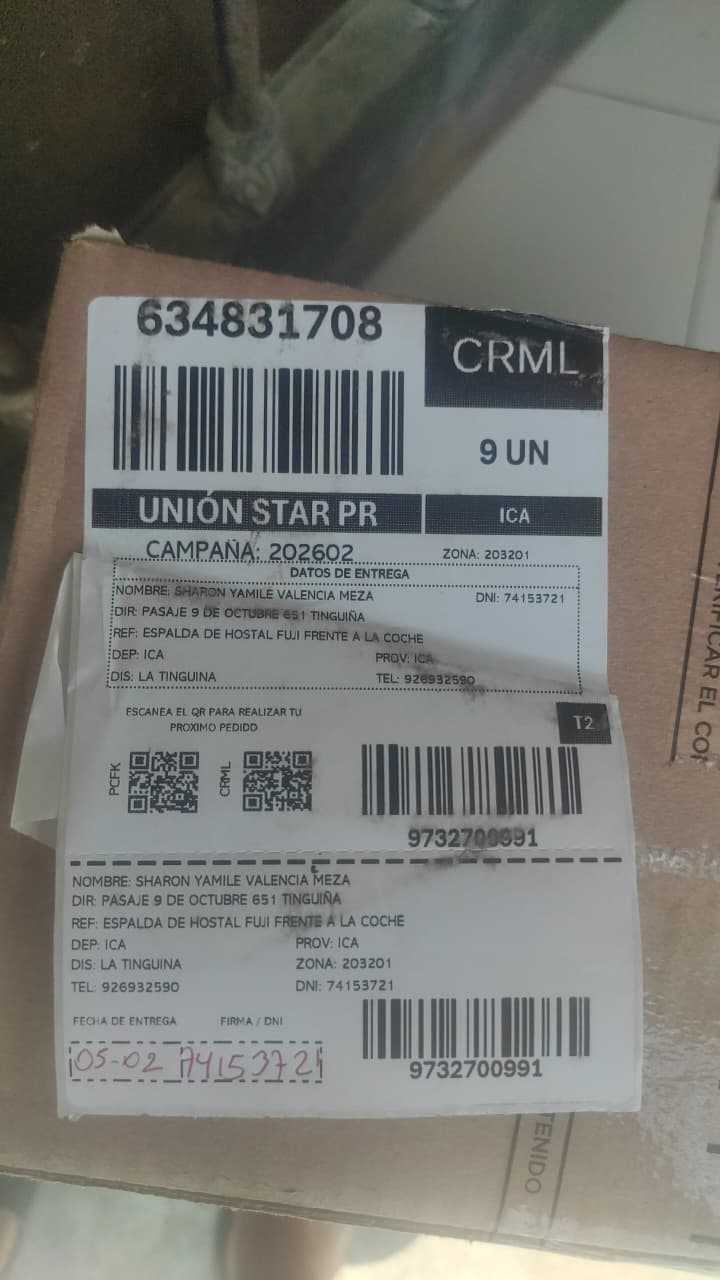 634831708
CRML
9 UN
UNIÓN STAR PR
ICA
CAMPAÑA: 202602
ZONA: 203201
DATOS DE ENTREGA
NOMBRE: SHARON YAMILE VALENCIA MEZA DNI: 74153721
DIR: PASAJE 9 DE OCTUBRE 651 TINGUIÑA
REF: ESPALDA DE HOSTAL FUJI FRENTE A LA COCHE
DEP: ICA PROV: ICA
DIS: LA TINGUINA TEL: 926932590
ESCANEA EL QR PARA REALIZAR TU
PROXIMO PEDIDO
T2
PCFK
CRML
9732700991
NOMBRE: SHARON YAMILE VALENCIA MEZA
DIR: PASAJE 9 DE OCTUBRE 651 TINGUIÑA
REF: ESPALDA DE HOSTAL FUJI FRENTE A LA COCHE
DEP: ICA PROV: ICA
DIS: LA TINGUINA ZONA: 203201
TEL: 926932590 DNI: 74153721
FECHA DE ENTREGA FIRMA / DNI
05-02 74153721
9732700991
IFICAR EL CO
TENIDO